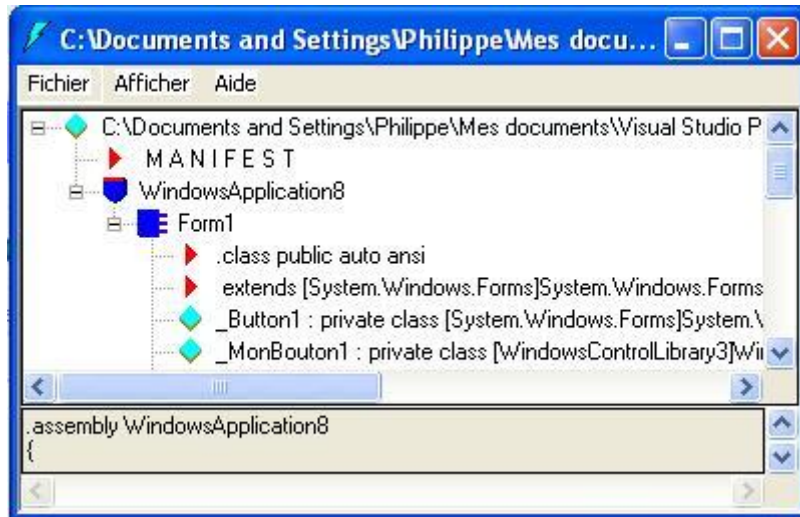 C:\Documents and Settings\Philippe\Mes docu...
Fichier Afficher Aide
C:\Documents and Settings\Philippe\Mes documents\Visual Studio P
M A N I F E S T
WindowsApplication8
Form1
.class public auto ansi
extends [System.Windows.Forms]System.Windows.Forms
_Button1 : private class [System.Windows.Forms]System.\
_MonBouton1 : private class [WindowsControlLibrary3]Wi
.assembly WindowsApplication8
{